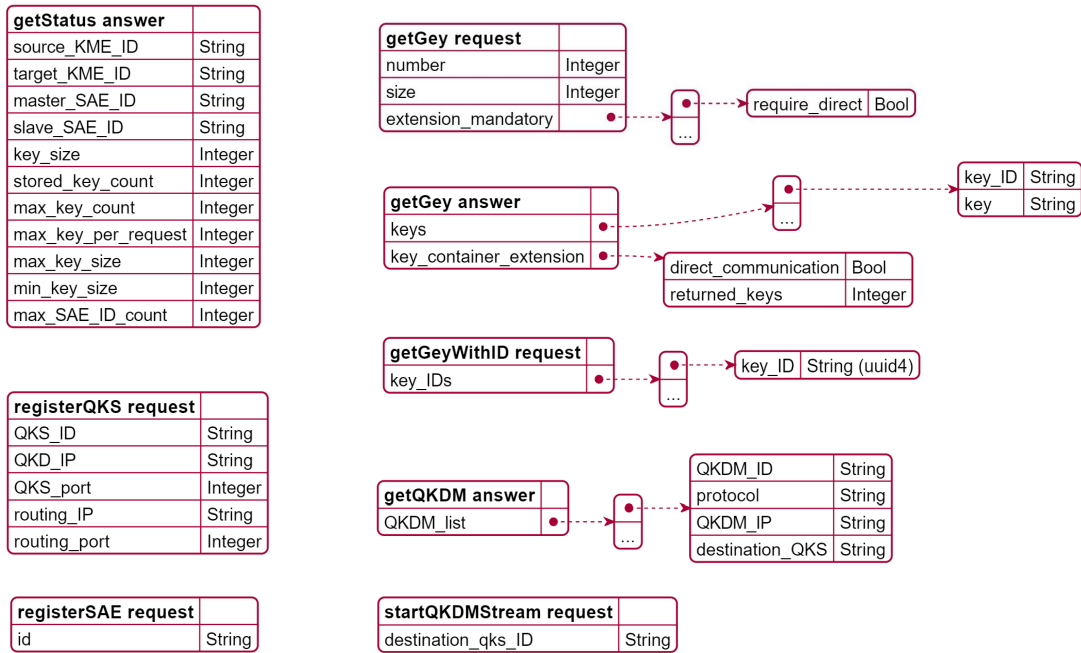 getStatus answer
source_KME_ID String
target_KME_ID String
master_SAE_ID String
slave_SAE_ID String
key_size Integer
stored_key_count Integer
max_key_count Integer
max_key_per_request Integer
max_key_size Integer
min_key_size Integer
max_SAE_ID_count Integer
getGey request
number Integer
size Integer
extension_mandatory
...
require_direct Bool
getGey answer
keys
key_container_extension
...
key_ID String
key String
direct_communication Bool
returned_keys Integer
getGeyWithID request
key_IDs
...
key_ID String (uuid4)
registerQKS request
QKS_ID String
QKD_IP String
QKS_port Integer
routing_IP String
routing_port Integer
getQKDM answer
QKDM_list
...
QKDM_ID String
protocol String
QKDM_IP String
destination_QKS String
registerSAE request
id String
startQKDMStream request
destination_qks_ID String